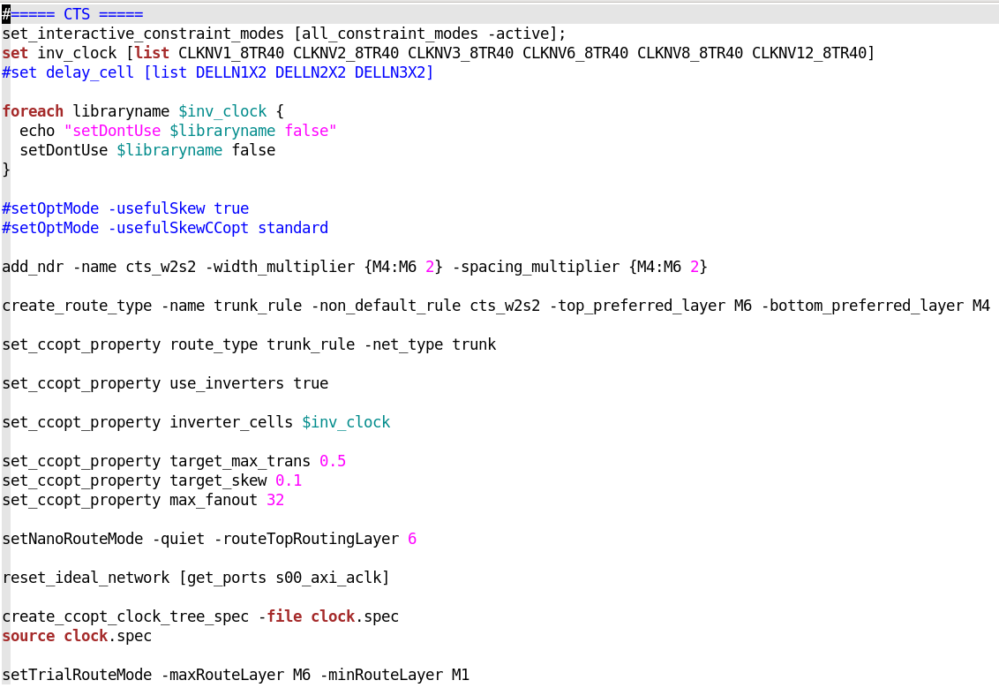 #===== CTS =====
set_interactive_constraint_modes [all_constraint_modes -active];
set inv_clock [list CLKNV1_8TR40 CLKNV2_8TR40 CLKNV3_8TR40 CLKNV6_8TR40 CLKNV8_8TR40 CLKNV12_8TR40]
#set delay_cell [list DELLN1X2 DELLN2X2 DELLN3X2]
foreach libraryname $inv_clock {
  echo "setDontUse $libraryname false"
  setDontUse $libraryname false
}
#setOptMode -usefulSkew true
#setOptMode -usefulSkewCCopt standard
add_ndr -name cts_w2s2 -width_multiplier {M4:M6 2} -spacing_multiplier {M4:M6 2}
create_route_type -name trunk_rule -non_default_rule cts_w2s2 -top_preferred_layer M6 -bottom_preferred_layer M4
set_ccopt_property route_type trunk_rule -net_type trunk
set_ccopt_property use_inverters true
set_ccopt_property inverter_cells $inv_clock
set_ccopt_property target_max_trans 0.5
set_ccopt_property target_skew 0.1
set_ccopt_property max_fanout 32
setNanoRouteMode -quiet -routeTopRoutingLayer 6
reset_ideal_network [get_ports s00_axi_aclk]
create_ccopt_clock_tree_spec -file clock.spec
source clock.spec
setTrialRouteMode -maxRouteLayer M6 -minRouteLayer M1